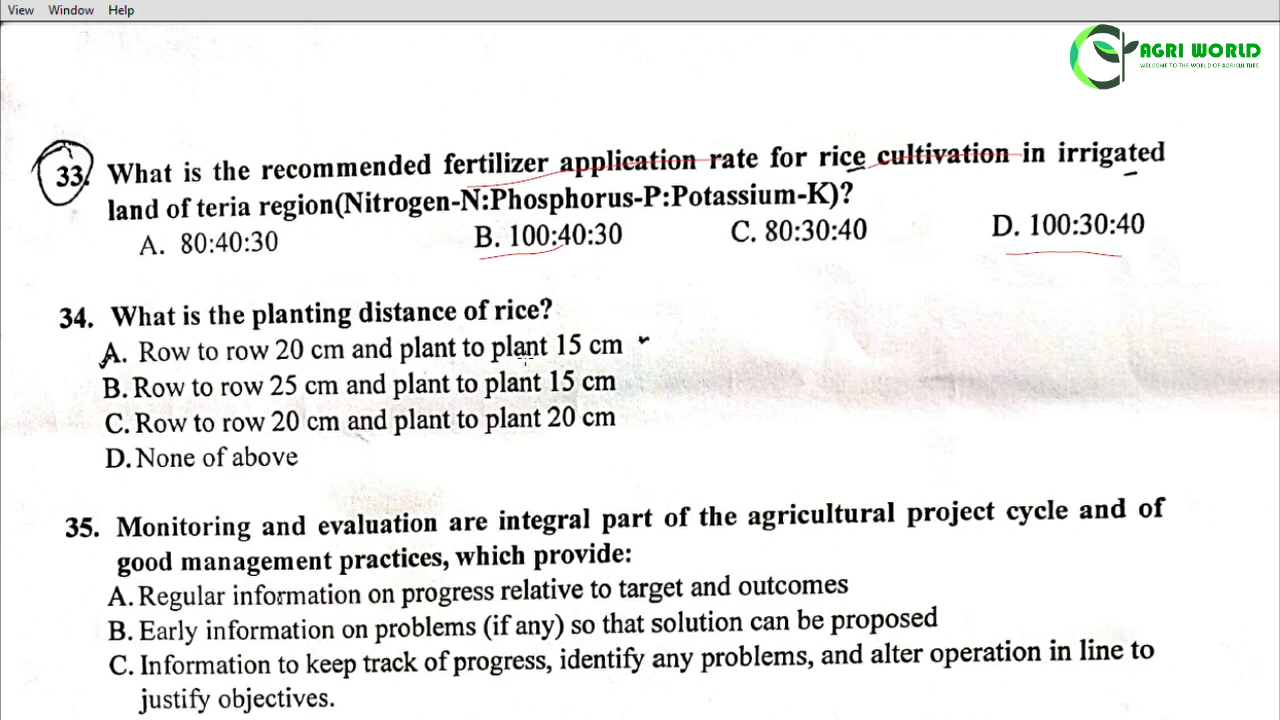 View Window Help
AGRI WORLD
WELCOME TO THE WORLD OF AGRICULTURE
33. What is the recommended fertilizer application rate for rice cultivation in irrigated
land of teria region(Nitrogen-N:Phosphorus-P:Potassium-K)?
A. 80:40:30 B. 100:40:30 C. 80:30:40 D. 100:30:40
34. What is the planting distance of rice?
A. Row to row 20 cm and plant to plant 15 cm
B. Row to row 25 cm and plant to plant 15 cm
C. Row to row 20 cm and plant to plant 20 cm
D. None of above
35. Monitoring and evaluation are integral part of the agricultural project cycle and of
good management practices, which provide:
A. Regular information on progress relative to target and outcomes
B. Early information on problems (if any) so that solution can be proposed
C. Information to keep track of progress, identify any problems, and alter operation in line to
justify objectives.